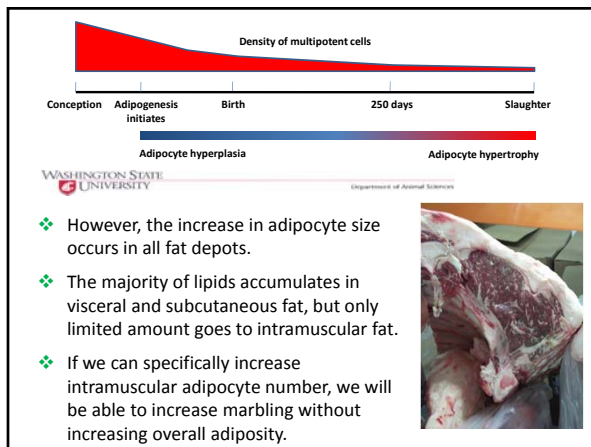 Density of multipotent cells
Conception Adipogenesis initiates Birth 250 days Slaughter
Adipocyte hyperplasia Adipocyte hypertrophy
WASHINGTON STATE
UNIVERSITY
Department of Animal Sciences
However, the increase in adipocyte size
occurs in all fat depots.
The majority of lipids accumulates in
visceral and subcutaneous fat, but only
limited amount goes to intramuscular fat.
If we can specifically increase
intramuscular adipocyte number, we will
be able to increase marbling without
increasing overall adiposity.